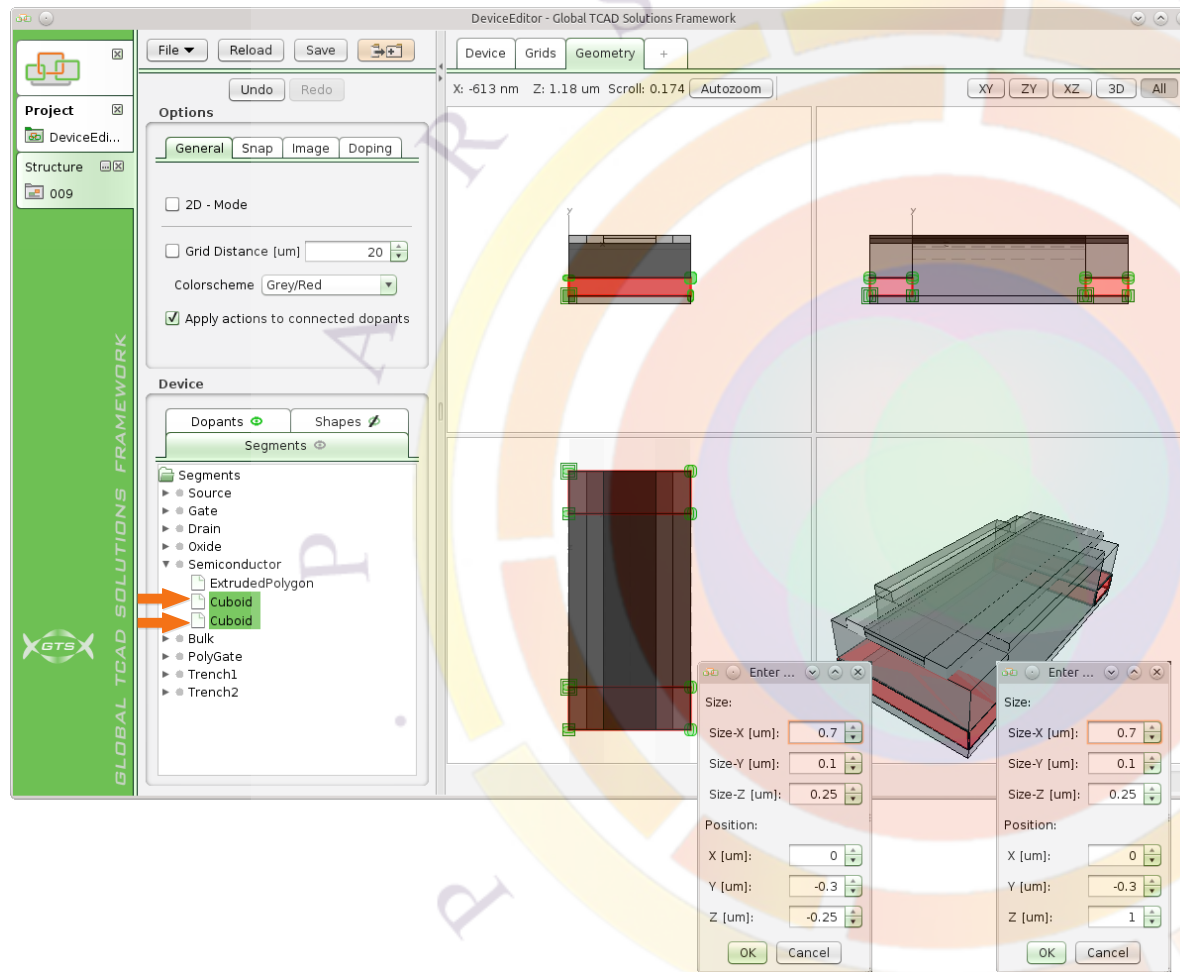 DeviceEditor - Global TCAD Solutions Framework
File Reload Save
Device Grids Geometry +
Undo Redo
X: -613 nm Z: 1.18 um Scroll: 0.174 Autozoom XY ZY XZ 3D All
Project
DeviceEdi...
Structure
009
Options
General Snap Image Doping
2D - Mode
Grid Distance [um] 20
Colorscheme Grey/Red
Apply actions to connected dopants
Device
Dopants Shapes
Segments
Segments
Source
Gate
Drain
Oxide
Semiconductor
ExtrudedPolygon
Cuboid
Cuboid
Bulk
PolyGate
Trench1
Trench2
GTS
GLOBAL TCAD SOLUTIONS FRAMEWORK
y
y
Enter ...
Size:
Size-X [um]: 0.7
Size-Y [um]: 0.1
Size-Z [um]: 0.25
Position:
X [um]: 0
Y [um]: -0.3
Z [um]: -0.25
OK Cancel
Enter ...
Size:
Size-X [um]: 0.7
Size-Y [um]: 0.1
Size-Z [um]: 0.25
Position:
X [um]: 0
Y [um]: -0.3
Z [um]: 1
OK Cancel
P . P A R S